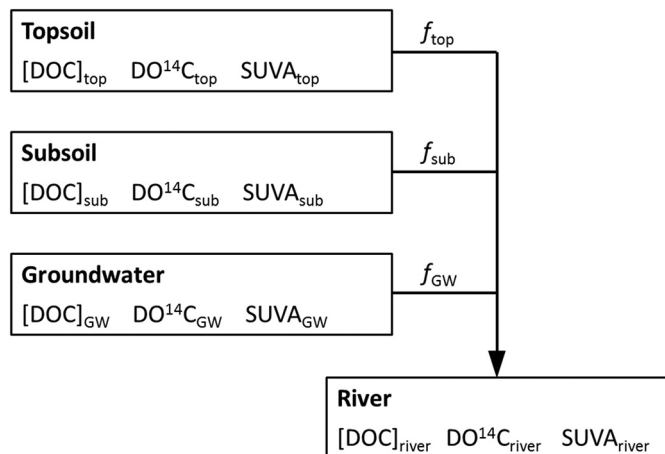 Topsoil
[DOC]top DO¹⁴Ctop SUVAtop
ftop
Subsoil
[DOC]sub DO¹⁴Csub SUVAsub
fsub
Groundwater
[DOC]GW DO¹⁴CGW SUVAGW
fGW
River
[DOC]river DO¹⁴Criver SUVAriver